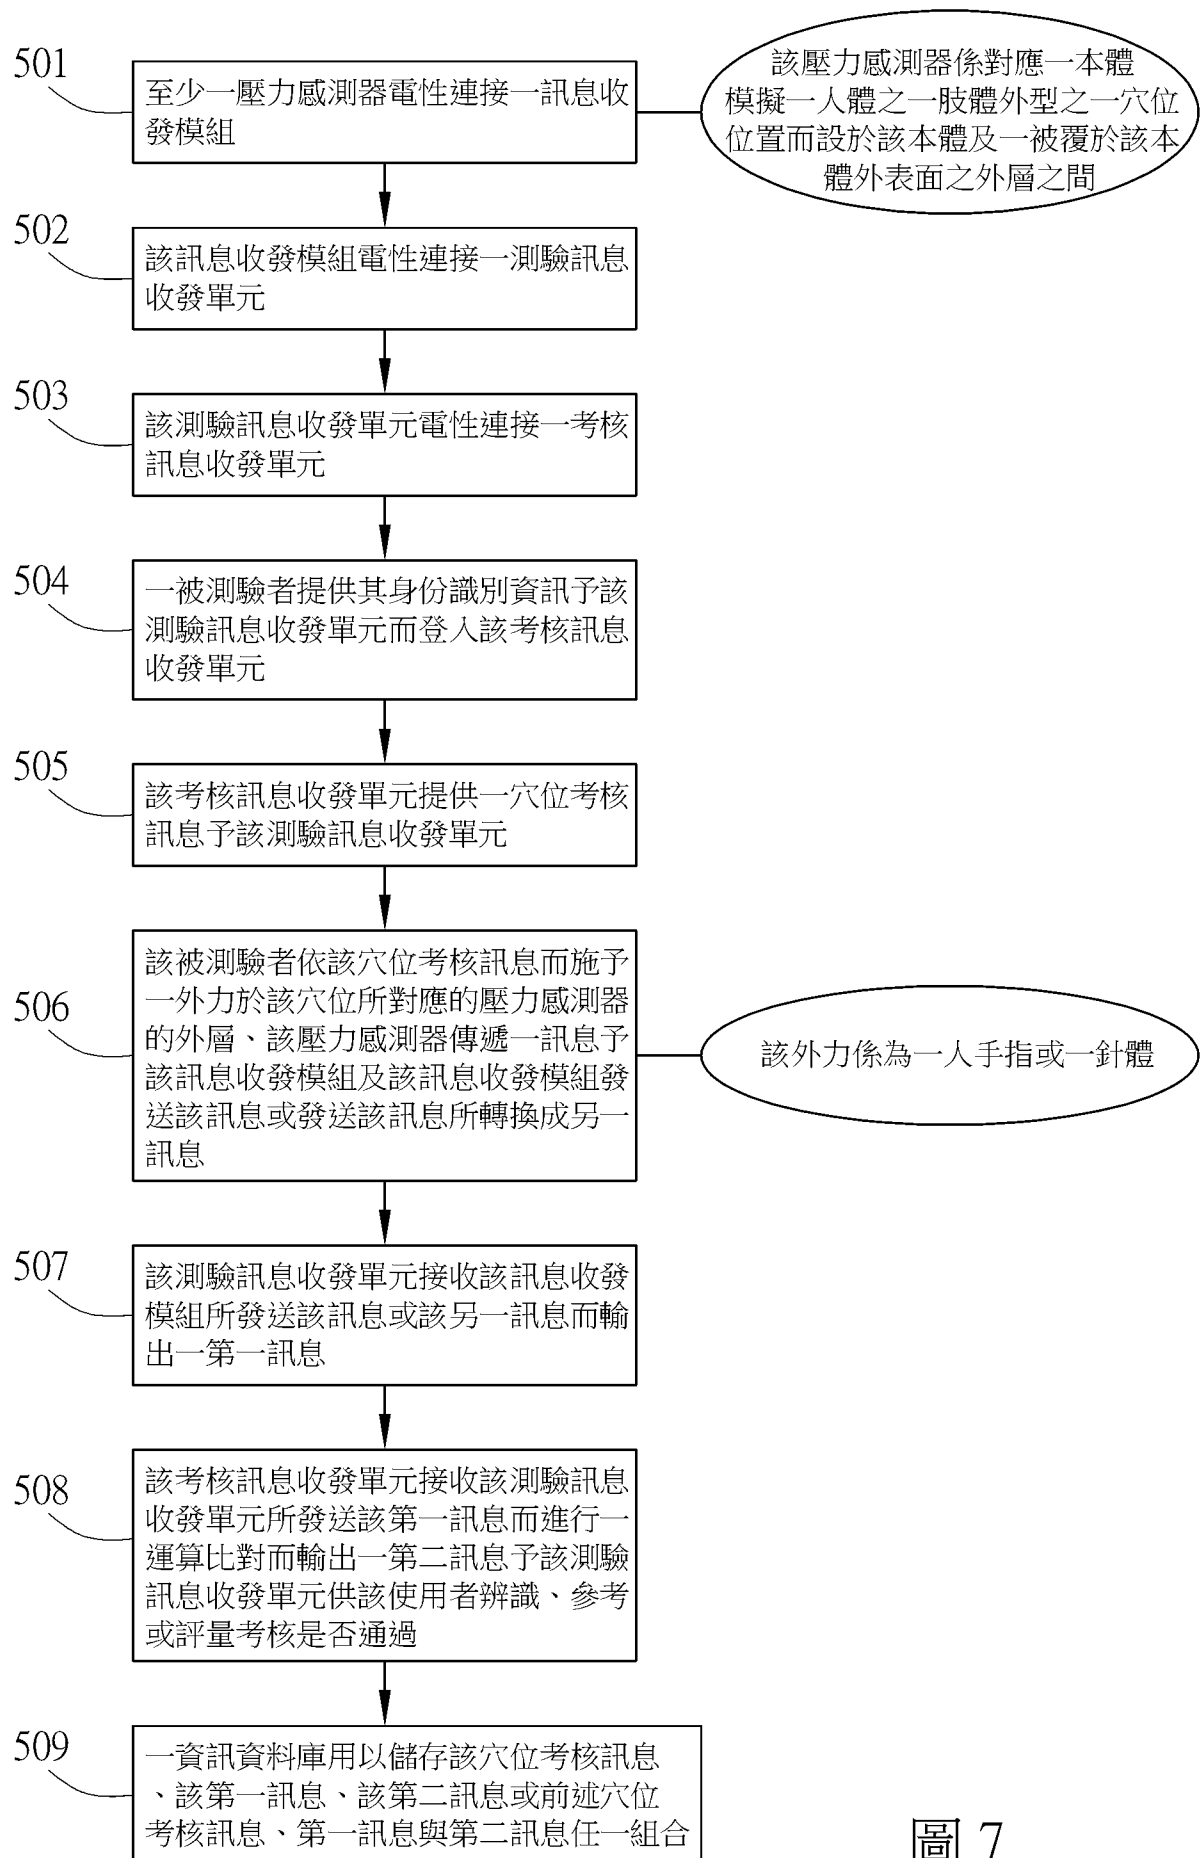 501
至少一壓力感測器電性連接一訊息收
發模組
該壓力感測器係對應一本體
模擬一人體之一肢體外型之一穴位
位置而設於該本體及一被覆於該本
體外表面之外層之間
502
該訊息收發模組電性連接一測驗訊息
收發單元
503
該測驗訊息收發單元電性連接一考核
訊息收發單元
504
一被測驗者提供其身份識別資訊予該
測驗訊息收發單元而登入該考核訊息
收發單元
505
該考核訊息收發單元提供一穴位考核
訊息予該測驗訊息收發單元
506
該被測驗者依該穴位考核訊息而施予
一外力於該穴位所對應的壓力感測器
的外層、該壓力感測器傳遞一訊息予
該訊息收發模組及該訊息收發模組發
送該訊息或發送該訊息所轉換成另一
訊息
該外力係為一人手指或一針體
507
該測驗訊息收發單元接收該訊息收發
模組所發送該訊息或該另一訊息而輸
出一第一訊息
508
該考核訊息收發單元接收該測驗訊息
收發單元所發送該第一訊息而進行一
運算比對而輸出一第二訊息予該測驗
訊息收發單元供該使用者辨識、參考
或評量考核是否通過
509
一資訊資料庫用以儲存該穴位考核訊息
、該第一訊息、該第二訊息或前述穴位
考核訊息、第一訊息與第二訊息任一組合
圖 7